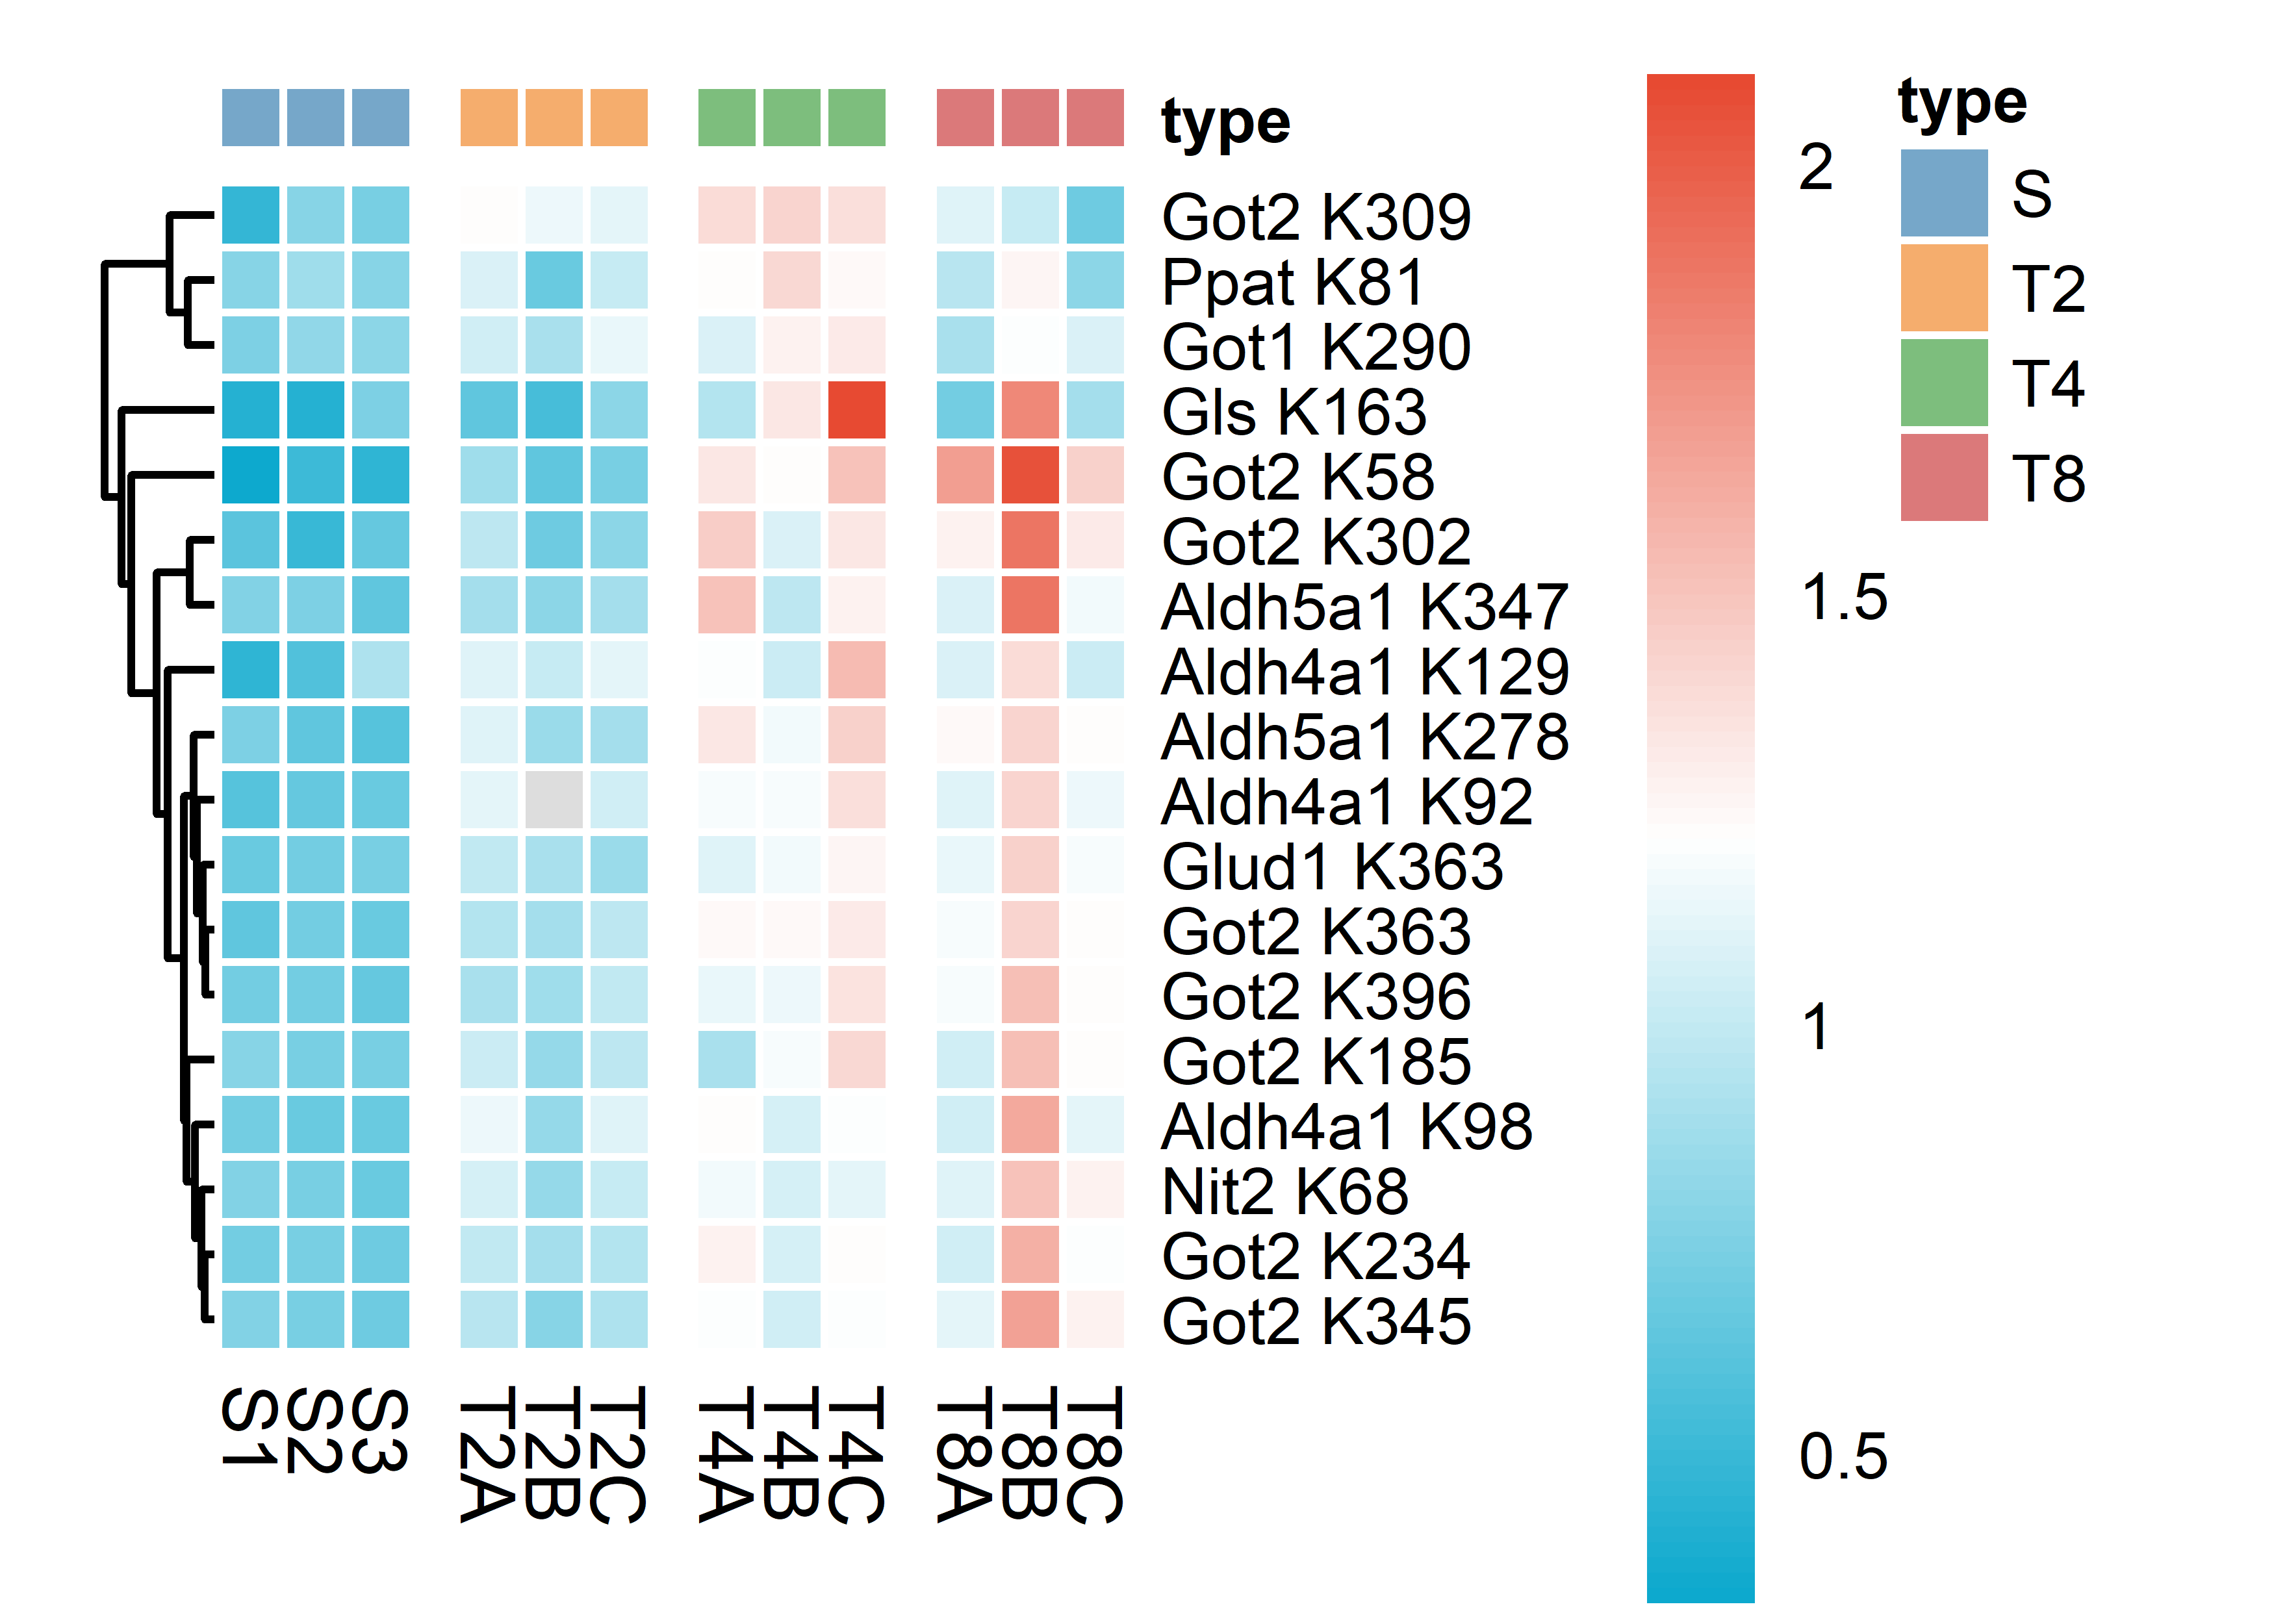 type
Got2 K309
Ppat K81
Got1 K290
Gls K163
Got2 K58
Got2 K302
Aldh5a1 K347
Aldh4a1 K129
Aldh5a1 K278
Aldh4a1 K92
Glud1 K363
Got2 K363
Got2 K396
Got2 K185
Aldh4a1 K98
Nit2 K68
Got2 K234
Got2 K345
S1
S2
S3
T2A
T2B
T2C
T4A
T4B
T4C
T8A
T8B
T8C
2
1.5
1
0.5
type
S
T2
T4
T8